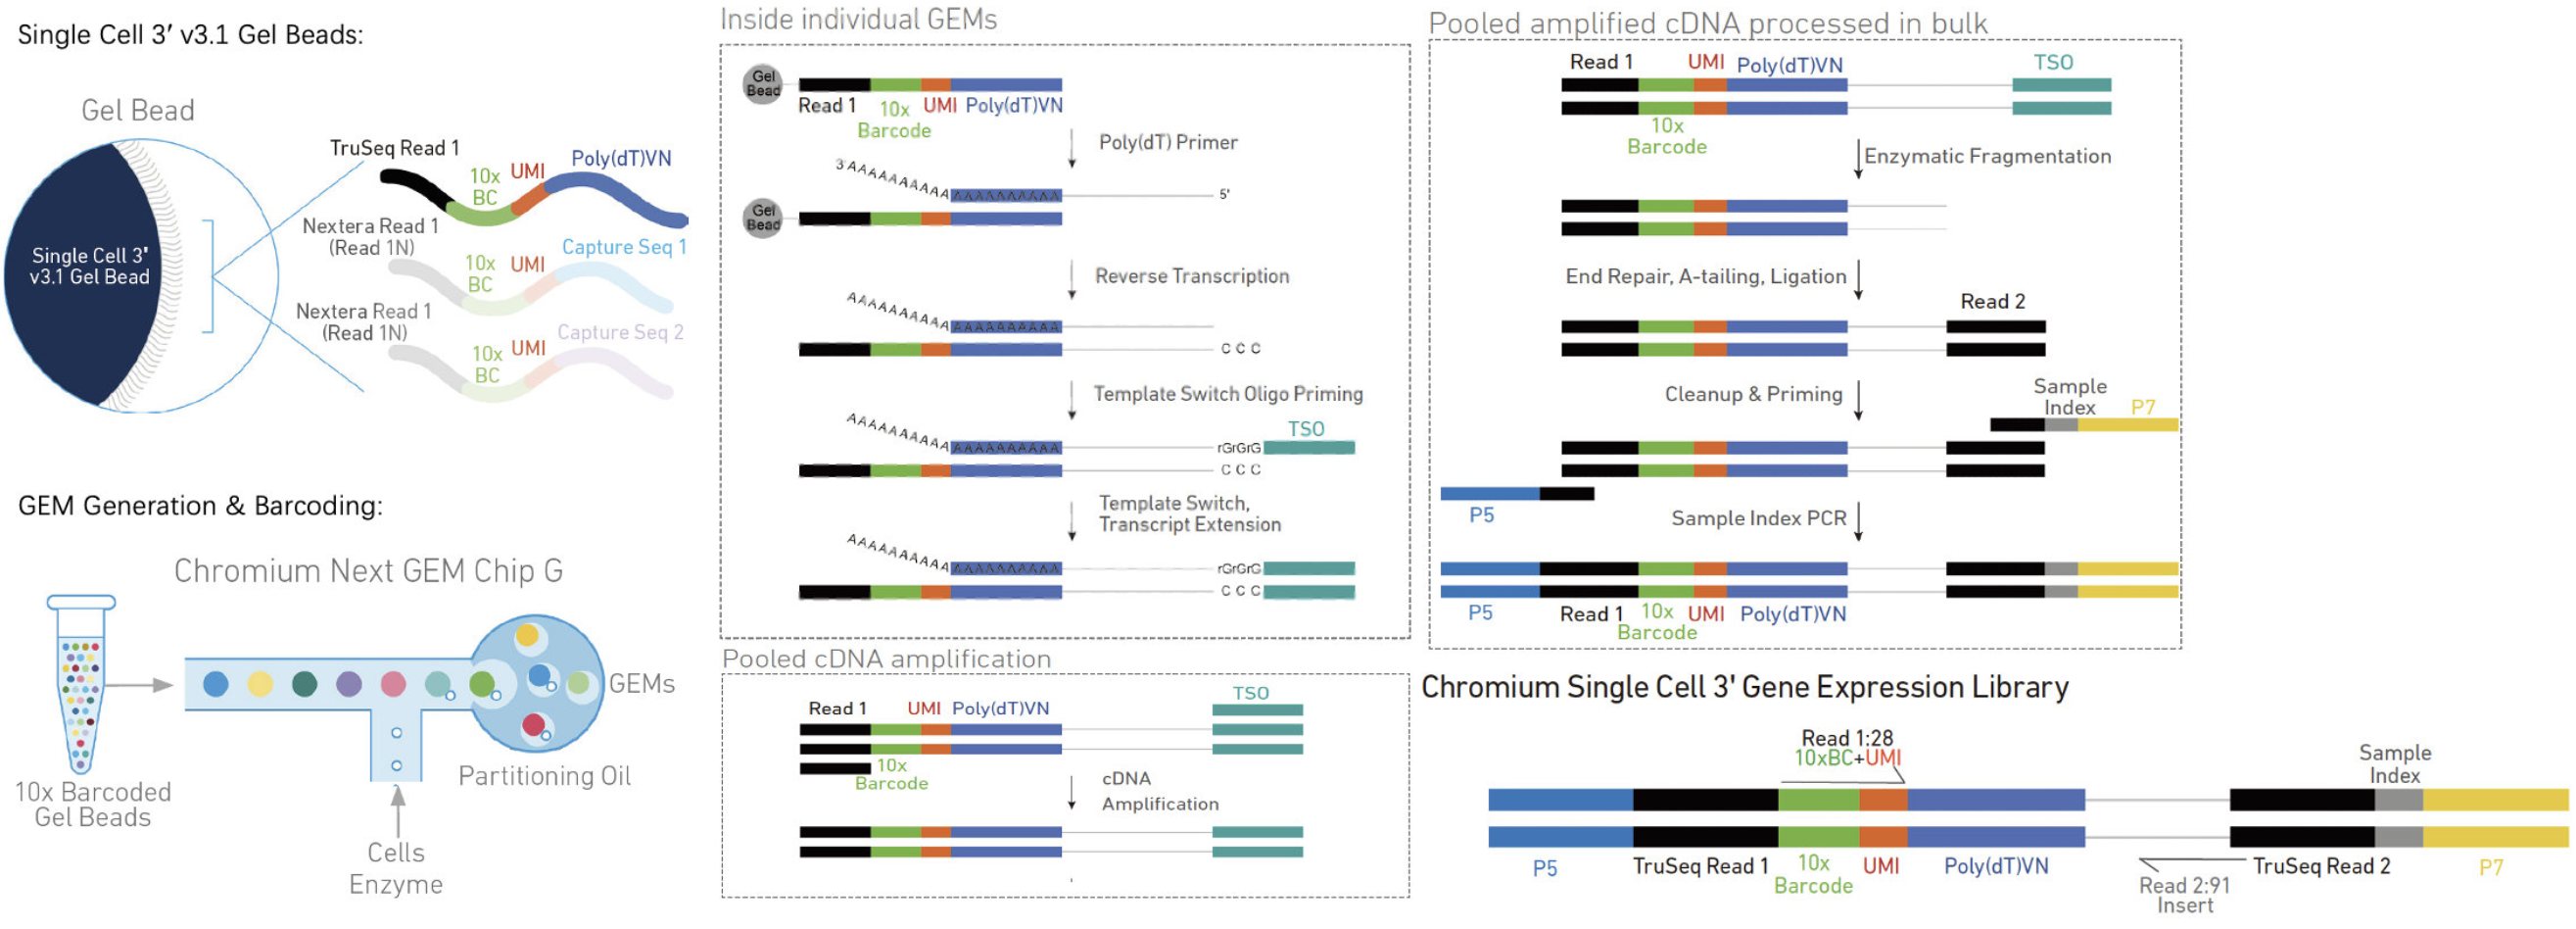 Single Cell 3′ v3.1 Gel Beads:
Gel Bead
Single Cell 3'
v3.1 Gel Bead
TruSeq Read 1
10x
BC
UMI
Poly(dT)VN
Nextera Read 1
(Read 1N)
10x
BC
UMI
Capture Seq 1
Nextera Read 1
(Read 1N)
10x
BC
UMI
Capture Seq 2
GEM Generation & Barcoding:
Chromium Next GEM Chip G
GEMs
10x Barcoded
Gel Beads
Partitioning Oil
Cells
Enzyme
Inside individual GEMs
Gel
Bead
Read 1
10x
Barcode
UMI
Poly(dT)VN
Poly(dT) Primer
3'AAAAAAAAAA
AAAAAAAAAA
5'
Gel
Bead
Reverse Transcription
AAAAAAAAAA
AAAAAAAAAA
C C C
Template Switch Oligo Priming
AAAAAAAAAA
AAAAAAAAAA
rGrGrG
TSO
C C C
Template Switch,
Transcript Extension
AAAAAAAAAA
AAAAAAAAAA
rGrGrG
C C C
Pooled cDNA amplification
Read 1
UMI
Poly(dT)VN
TSO
10x
Barcode
cDNA
Amplification
Pooled amplified cDNA processed in bulk
Read 1
UMI
Poly(dT)VN
TSO
10x
Barcode
Enzymatic Fragmentation
End Repair, A-tailing, Ligation
Read 2
Cleanup & Priming
Sample
Index
P7
P5
Sample Index PCR
P5
Read 1
10x
Barcode
UMI
Poly(dT)VN
Chromium Single Cell 3' Gene Expression Library
Read 1:28
10xBC+UMI
Sample
Index
P5
TruSeq Read 1
10x
Barcode
UMI
Poly(dT)VN
Read 2:91
Insert
TruSeq Read 2
P7